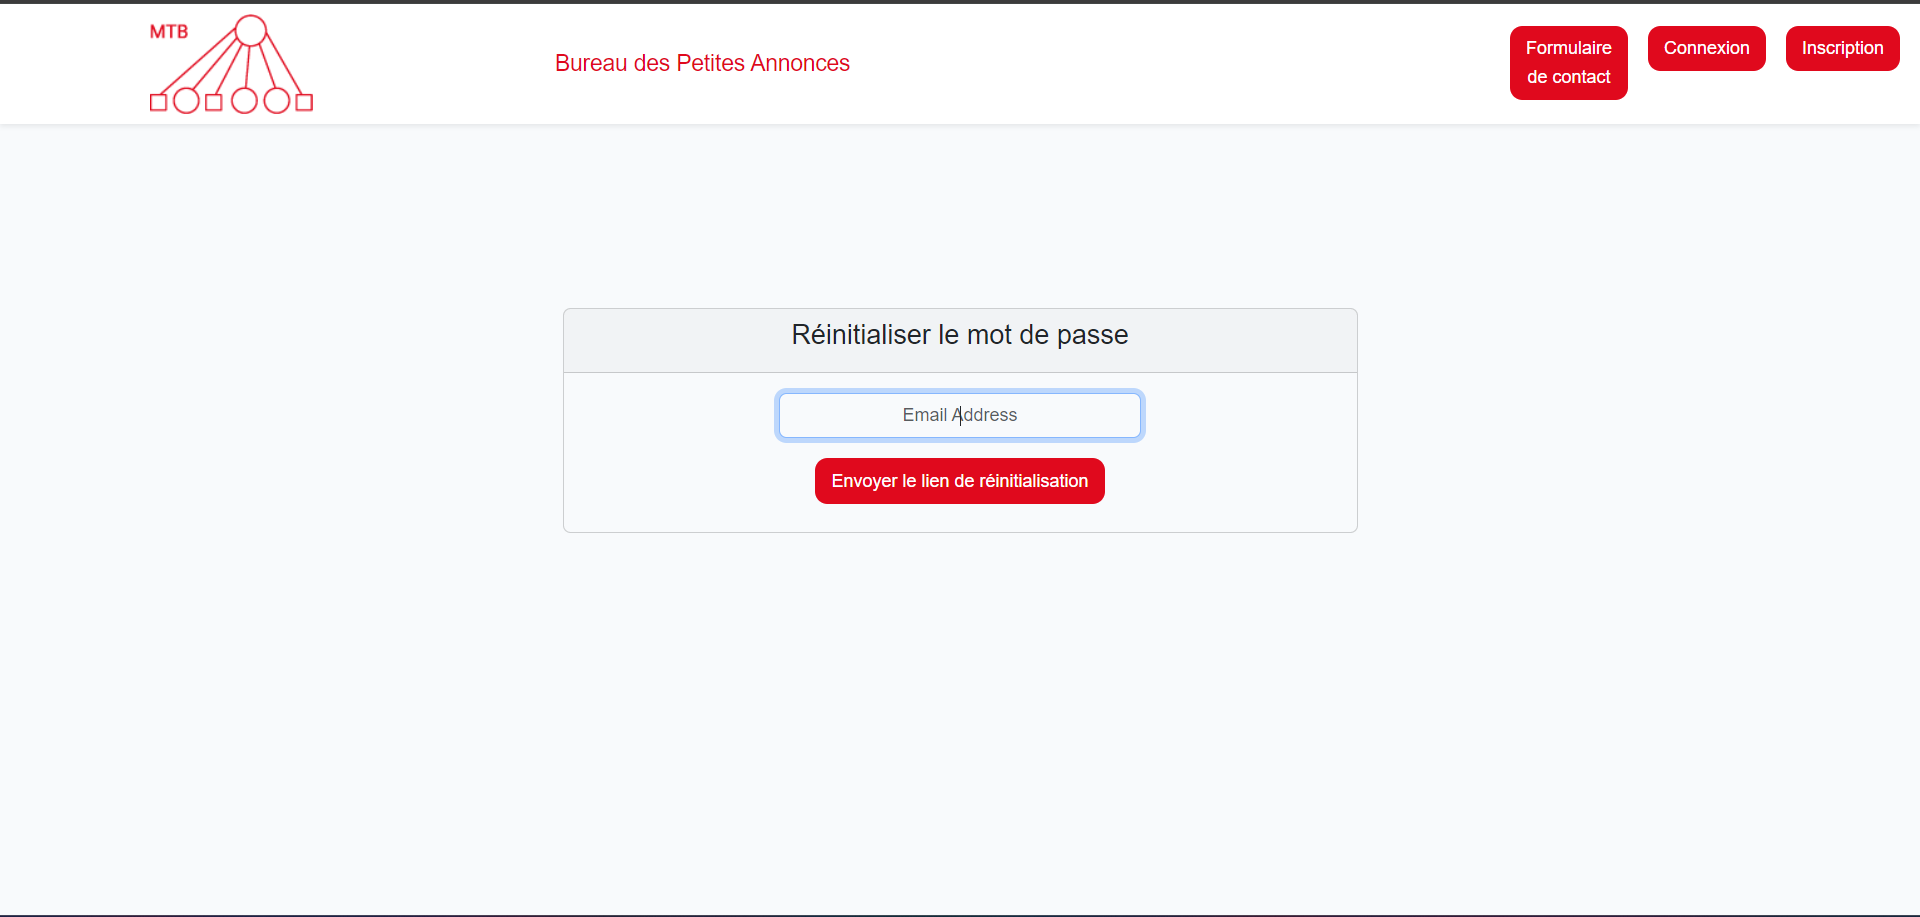 MTB
Bureau des Petites Annonces
Formulaire
de contact
Connexion
Inscription
Réinitialiser le mot de passe
Email Address
Envoyer le lien de réinitialisation